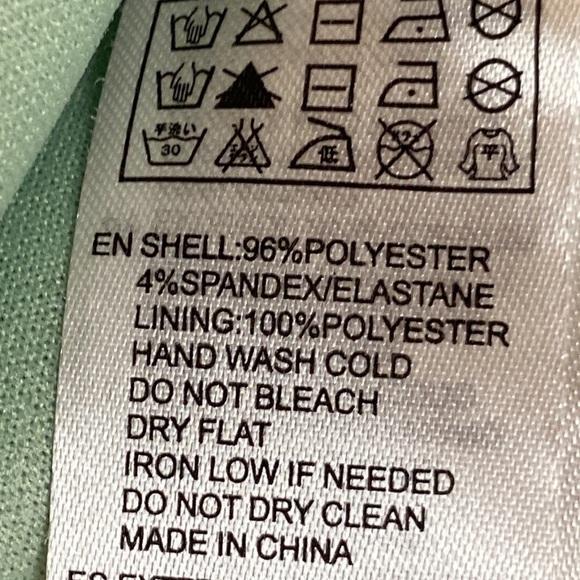 手洗い
30
低
平
EN SHELL:96%POLYESTER
4%SPANDEX/ELASTANE
LINING:100%POLYESTER
HAND WASH COLD
DO NOT BLEACH
DRY FLAT
IRON LOW IF NEEDED
DO NOT DRY CLEAN
MADE IN CHINA